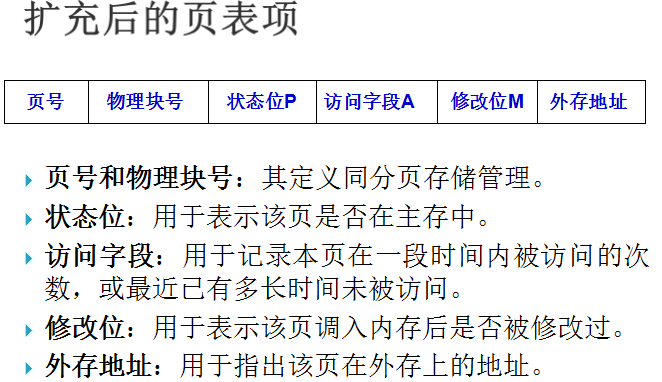 扩充后的页表项
页号 物理块号 状态位P 访问字段A 修改位M 外存地址
页号和物理块号：其定义同分页存储管理。
状态位：用于表示该页是否在主存中。
访问字段：用于记录本页在一段时间内被访问的次
数，或最近已有多长时间未被访问。
修改位：用于表示该页调入内存后是否被修改过。
外存地址：用于指出该页在外存上的地址。